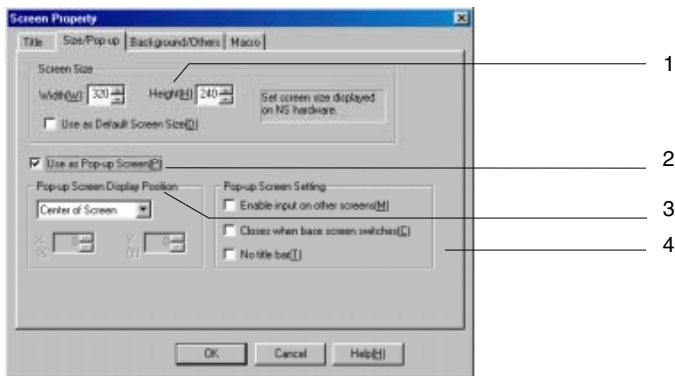 Screen Property
Title Size/Pop-up Background/Others Macro
Screen Size
Width(W) 320 Height(H) 240
Set screen size displayed
on NS hardware.
Use as Default Screen Size(D)
1
Use as Pop-up Screen(P)
2
Pop-up Screen Display Position
Pop-up Screen Setting
Center of Screen
Enable input on other screens(M)
3
Closes when base screen switches(C)
4
X 0 Y 0
(Y)
No title bar(T)
OK Cancel Help(H)